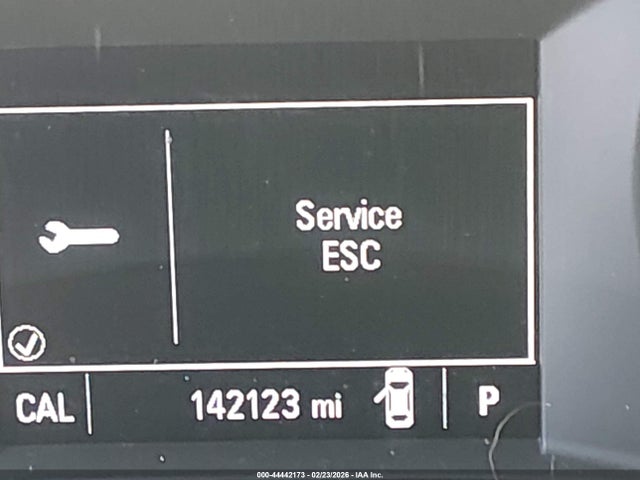 Service
ESC
CAL
142123 mi
P
000-44442173 - 02/23/2026 - IAA Inc.